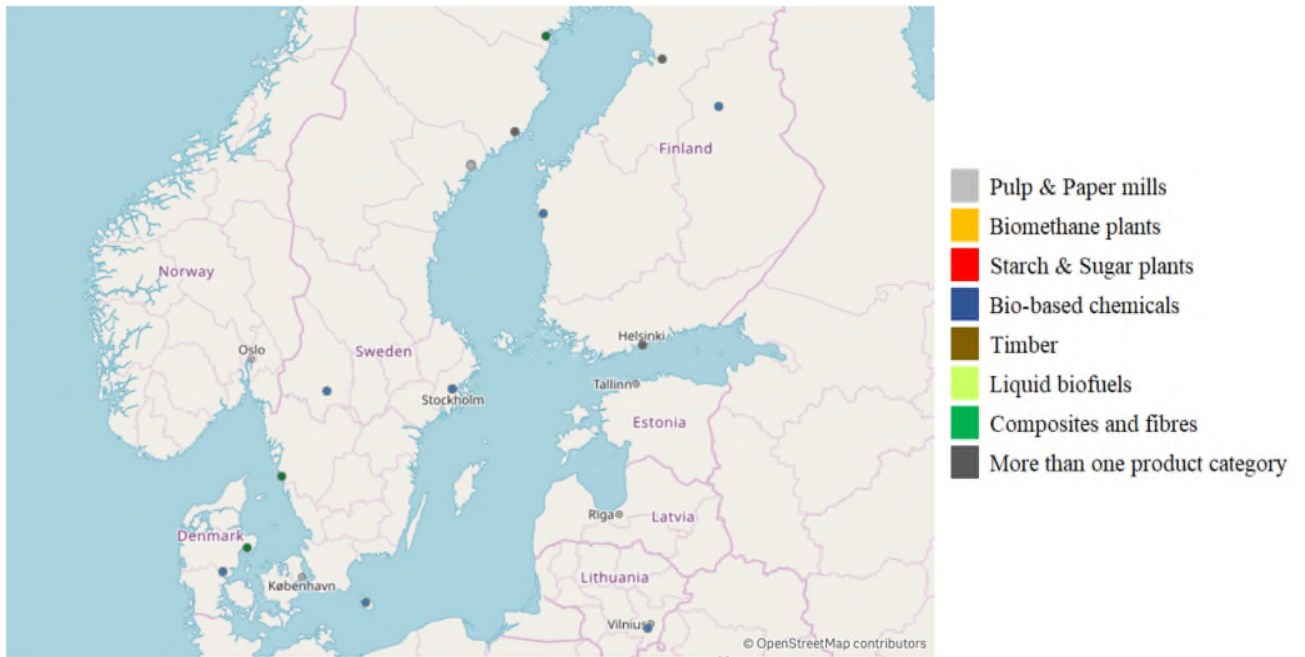 Finland
Norway
Oslo
Sweden
Helsinki
Stockholm
Tallinn
Estonia
Riga
Latvia
Denmark
København
Lithuania
Vilnius
© OpenStreetMap contributors
Pulp & Paper mills
Biomethane plants
Starch & Sugar plants
Bio-based chemicals
Timber
Liquid biofuels
Composites and fibres
More than one product category